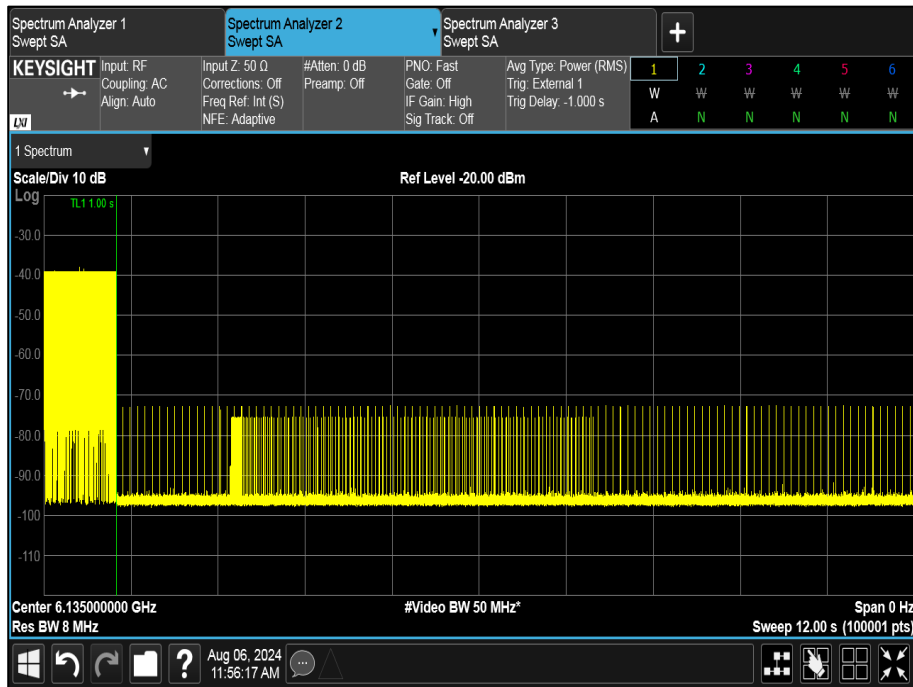 Spectrum Analyzer 1
Swept SA
Spectrum Analyzer 2
Swept SA
Spectrum Analyzer 3
Swept SA
+
KEYSIGHT
LXI
Input: RF
Coupling: AC
Align: Auto
Input Z: 50 Ω
Corrections: Off
Freq Ref: Int (S)
NFE: Adaptive
#Atten: 0 dB
Preamp: Off
PNO: Fast
Gate: Off
IF Gain: High
Sig Track: Off
Avg Type: Power (RMS)
Trig: External 1
Trig Delay: -1.000 s
1 2 3 4 5 6
W W W W W W
A N N N N N
1 Spectrum
Scale/Div 10 dB
Ref Level -20.00 dBm
Log
TL1 1.00 s
-30.0
-40.0
-50.0
-60.0
-70.0
-80.0
-90.0
-100
-110
Center 6.135000000 GHz
#Video BW 50 MHz*
Span 0 Hz
Res BW 8 MHz
Sweep 12.00 s (100001 pts)
?
Aug 06, 2024
11:56:17 AM